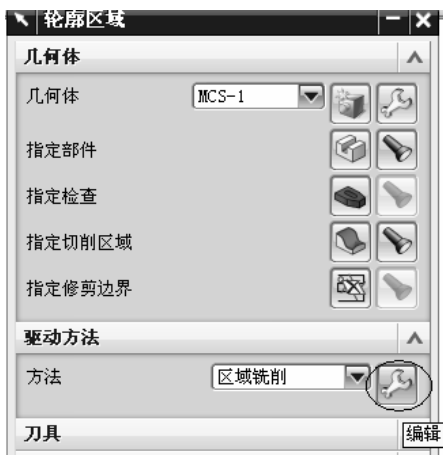 轮廓区域
几何体
几何体 MCS-1
指定部件
指定检查
指定切削区域
指定修剪边界
驱动方法
方法 区域铣削
编辑
刀具